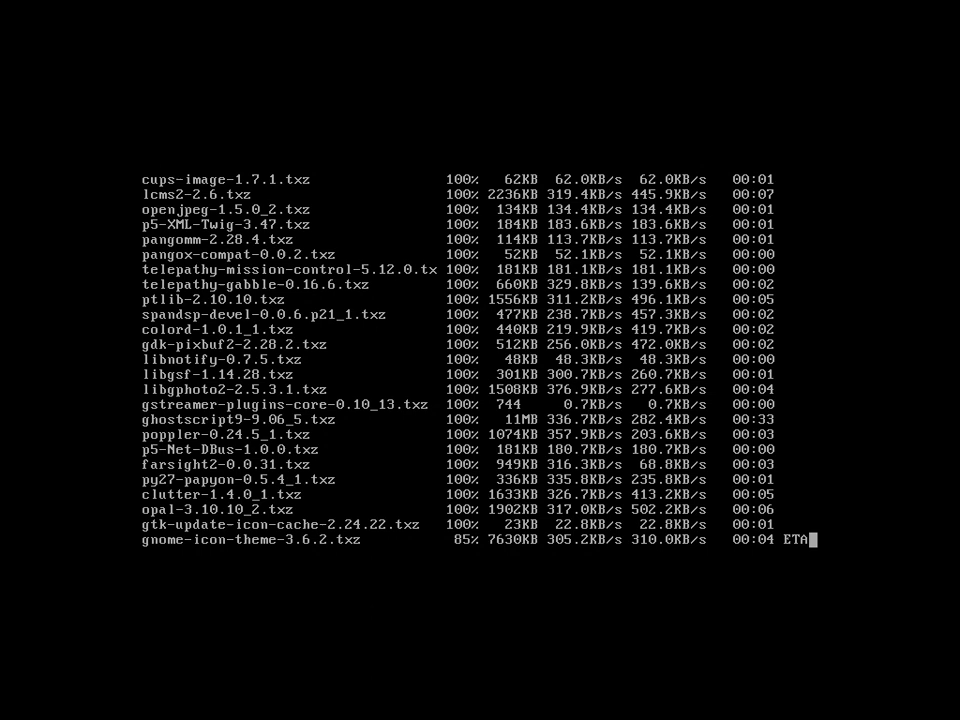 cups-image-1.7.1.txz 100% 62KB 62.0KB/s 62.0KB/s 00:01
lcms2-2.6.txz 100% 2236KB 319.4KB/s 445.9KB/s 00:07
openjpeg-1.5.0_2.txz 100% 134KB 134.4KB/s 134.4KB/s 00:01
p5-XML-Twig-3.47.txz 100% 184KB 183.6KB/s 183.6KB/s 00:01
pangomm-2.28.4.txz 100% 114KB 113.7KB/s 113.7KB/s 00:01
pangox-compat-0.0.2.txz 100% 52KB 52.1KB/s 52.1KB/s 00:00
telepathy-mission-control-5.12.0.tx 100% 181KB 181.1KB/s 181.1KB/s 00:00
telepathy-gabble-0.16.6.txz 100% 660KB 329.8KB/s 139.6KB/s 00:02
ptlib-2.10.10.txz 100% 1556KB 311.2KB/s 496.1KB/s 00:05
spandsp-devel-0.0.6.p21_1.txz 100% 477KB 238.7KB/s 457.3KB/s 00:02
colord-1.0.1_1.txz 100% 440KB 219.9KB/s 419.7KB/s 00:02
gdk-pixbuf2-2.28.2.txz 100% 512KB 256.0KB/s 472.0KB/s 00:02
libnotify-0.7.5.txz 100% 48KB 48.3KB/s 48.3KB/s 00:00
libgsf-1.14.28.txz 100% 301KB 300.7KB/s 260.7KB/s 00:01
libgphoto2-2.5.3.1.txz 100% 1508KB 376.9KB/s 277.6KB/s 00:04
gstreamer-plugins-core-0.10_13.txz 100% 744 0.7KB/s 0.7KB/s 00:00
ghostscript9-9.06_5.txz 100% 11MB 336.7KB/s 282.4KB/s 00:33
poppler-0.24.5_1.txz 100% 1074KB 357.9KB/s 203.6KB/s 00:03
p5-Net-DBus-1.0.0.txz 100% 181KB 180.7KB/s 180.7KB/s 00:00
farsight2-0.0.31.txz 100% 949KB 316.3KB/s 68.8KB/s 00:03
py27-papyon-0.5.4_1.txz 100% 336KB 335.8KB/s 235.8KB/s 00:01
clutter-1.4.0_1.txz 100% 1633KB 326.7KB/s 413.2KB/s 00:05
opal-3.10.10_2.txz 100% 1902KB 317.0KB/s 502.2KB/s 00:06
gtk-update-icon-cache-2.24.22.txz 100% 23KB 22.8KB/s 22.8KB/s 00:01
gnome-icon-theme-3.6.2.txz 85% 7630KB 305.2KB/s 310.0KB/s 00:04 ETA